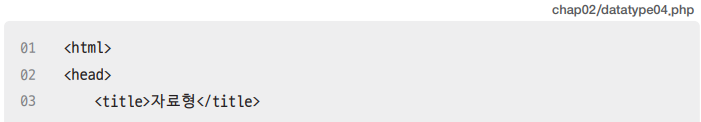 chap02/datatype04.php
01 <html>
02 <head>
03 <title>자료형</title>